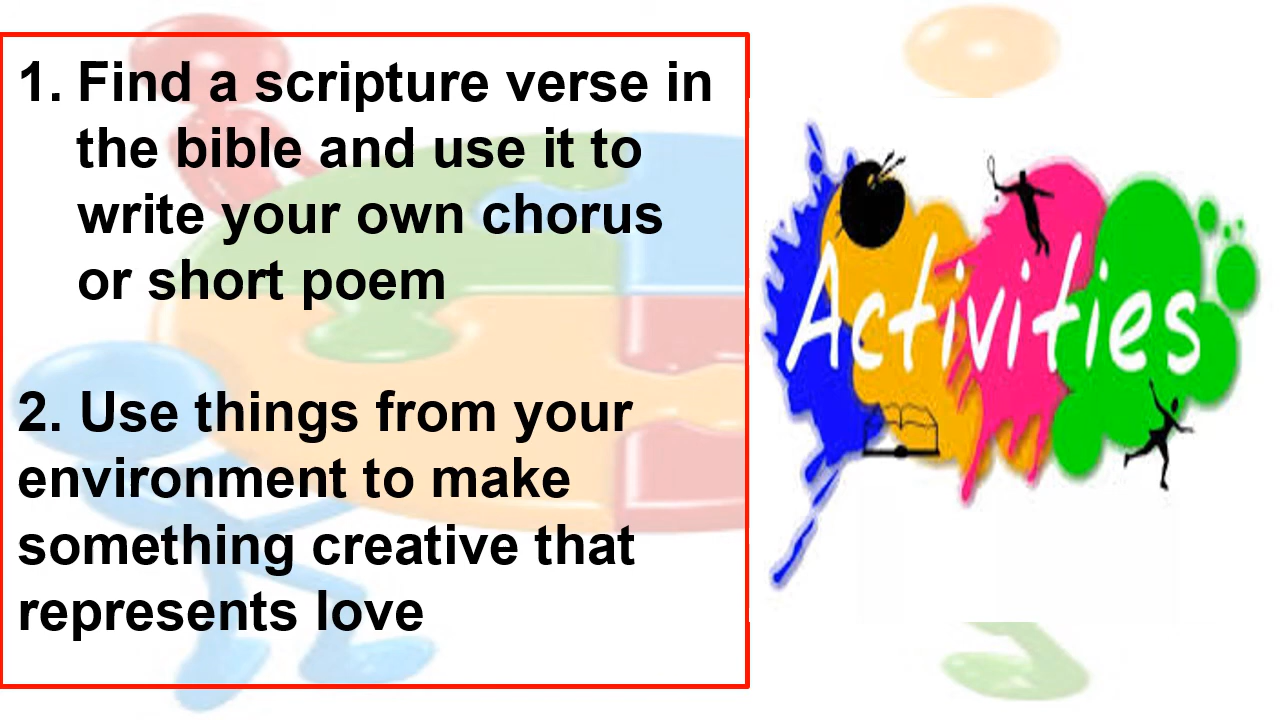 1. Find a scripture verse in
the bible and use it to
write your own chorus
or short poem
2. Use things from your
environment to make
something creative that
represents love
Activities